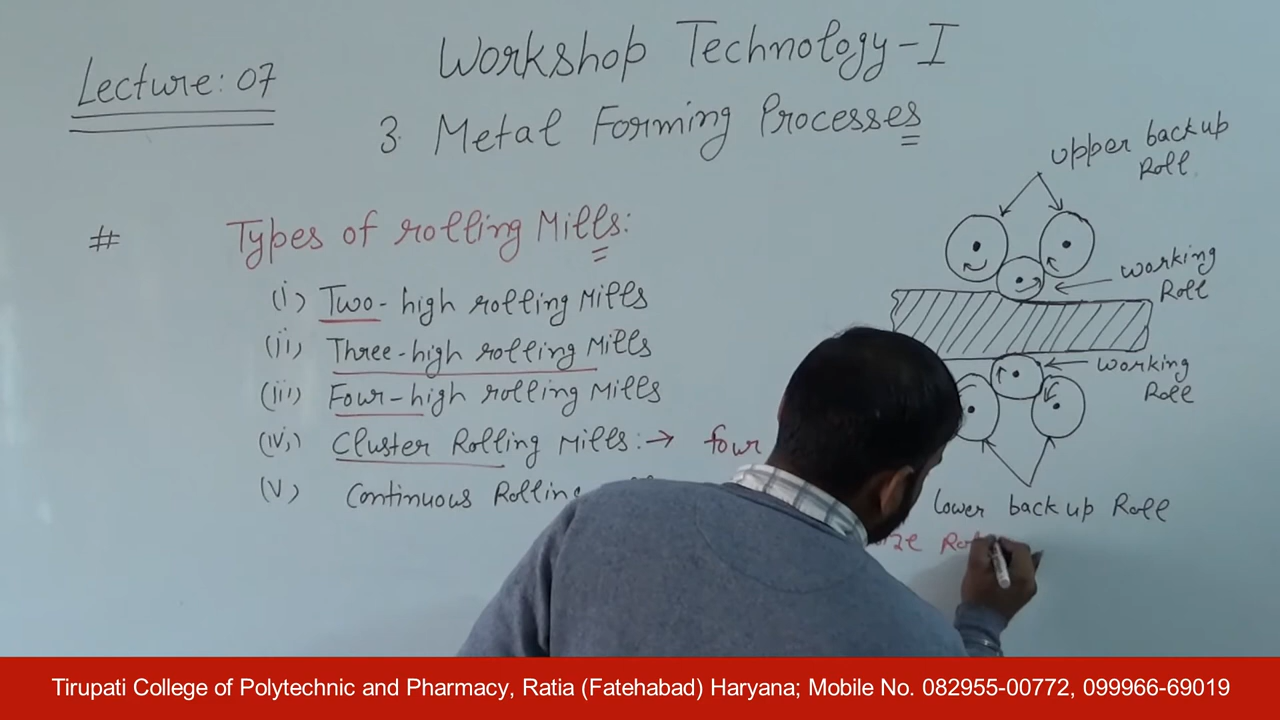 Workshop Technology-I
Lecture: 07
3. Metal Forming Processes
upper back up
Roll
# Types of rolling Mills:
working
Roll
(i) Two-high rolling Mills
(ii) Three-high rolling Mills
working
Roll
(iii) Four-high rolling Mills
(iv) Cluster Rolling Mills:→ four
(v) Continuous Rolling
lower back up Roll
Tirupati College of Polytechnic and Pharmacy, Ratia (Fatehabad) Haryana; Mobile No. 082955-00772, 099966-69019